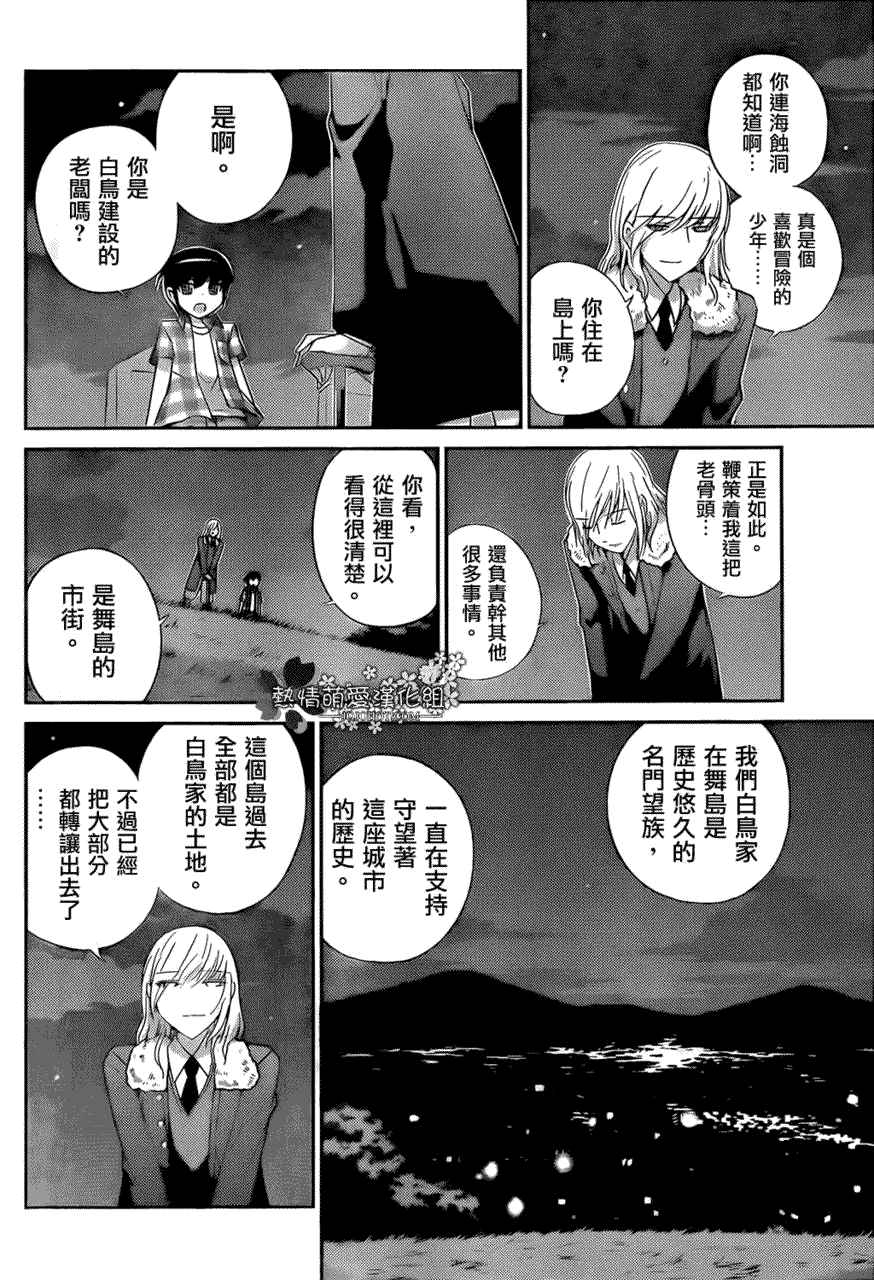 你連海蝕洞
都知道啊…
真是個
喜歡冒險的
少年……
你住在
島上嗎？
是啊。
你是
白鳥建設的
老闆嗎？
正是如此。
鞭策着我這把
老骨頭…
還負責幹其他
很多事情。
你看，
從這裡可以
看得很清楚。
是舞島的
市街。
我們白鳥家
在舞島是
歷史悠久的
名門望族，
一直在支持
守望著
這座城市
的歷史。
這個島過去
全部都是
白鳥家的土地。
不過已經
把大部分
都轉讓出去了
……
熱情萌愛漢化組